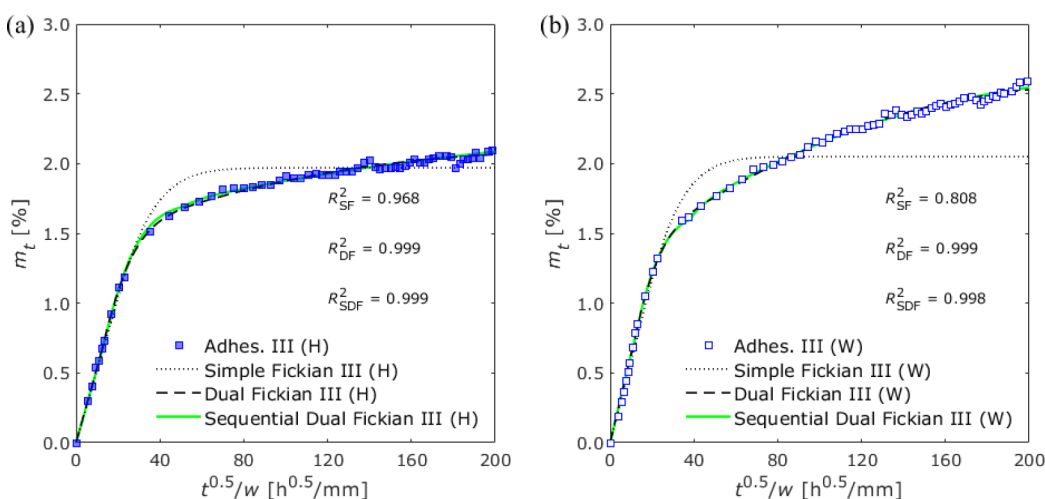 (a)
3.0
2.5
2.0
1.5
1.0
0.5
0.0
m_t [%]
R²_SF = 0.968
R²_DF = 0.999
R²_SDF = 0.999
Adhes. III (H)
Simple Fickian III (H)
Dual Fickian III (H)
Sequential Dual Fickian III (H)
0 40 80 120 160 200
t^0.5/w [h^0.5/mm]
(b)
3.0
2.5
2.0
1.5
1.0
0.5
0.0
m_t [%]
R²_SF = 0.808
R²_DF = 0.999
R²_SDF = 0.998
Adhes. III (W)
Simple Fickian III (W)
Dual Fickian III (W)
Sequential Dual Fickian III (W)
0 40 80 120 160 200
t^0.5/w [h^0.5/mm]